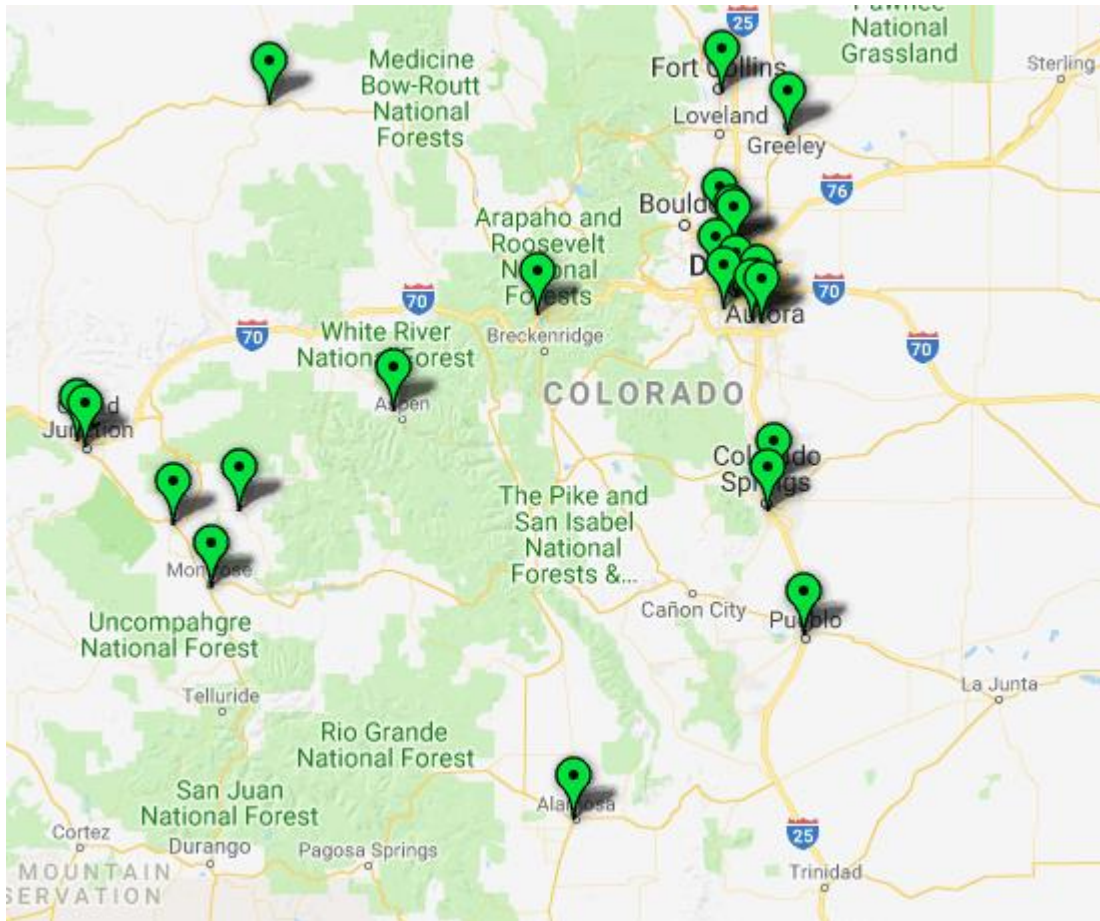 Pawnee
National
Grassland
25
Medicine
Bow-Routt
National
Forests
Sterling
Fort Collins
Loveland
Greeley
76
Arapaho and
Roosevelt
National
Forests
70
70
Aurora
70
White River
National Forest
Breckenridge
70
COLORADO
Aspen
Junction
Colorado
Springs
The Pike and
San Isabel
National
Forests &...
Montrose
Cañon City
Pueblo
Uncompahgre
National Forest
Telluride
La Junta
Rio Grande
National Forest
San Juan
National Forest
Alamosa
25
Cortez
Durango
Pagosa Springs
Trinidad
MOUNTAIN
SERVATION